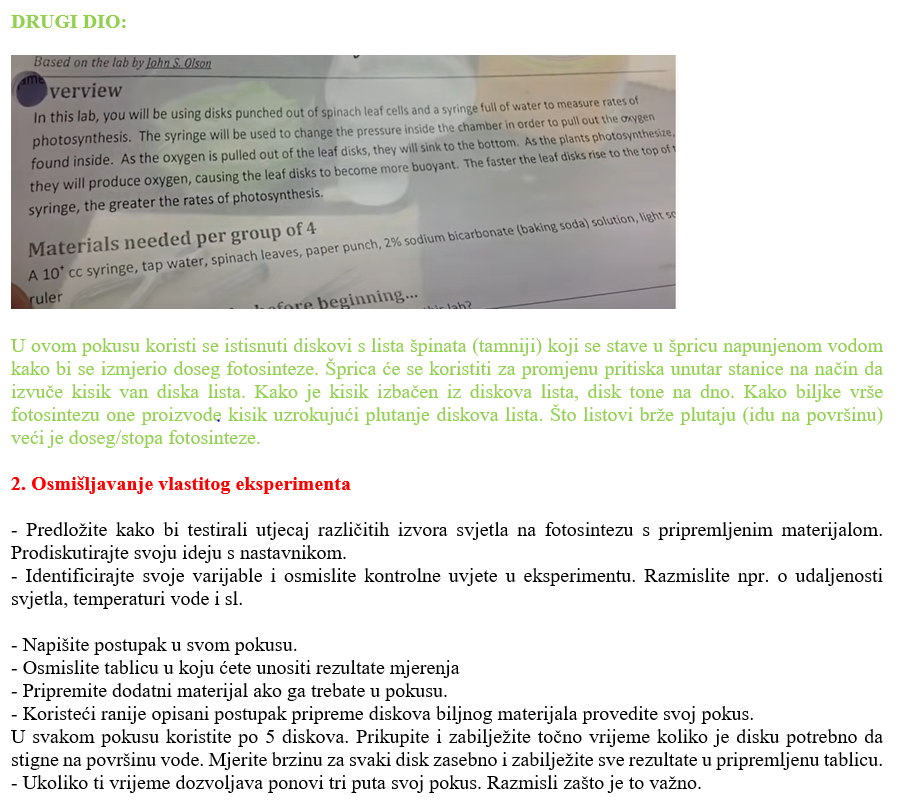 DRUGI DIO:
Based on the lab by John S. Olson
verview
In this lab, you will be using disks punched out of spinach leaf cells and a syringe full of water to measure rates of
photosynthesis. The syringe will be used to change the pressure inside the chamber in order to pull out the oxygen
found inside. As the oxygen is pulled out of the leaf disks, they will sink to the bottom. As the plants photosynthesize,
they will produce oxygen, causing the leaf disks to become more buoyant. The faster the leaf disks rise to the top of
syringe, the greater the rates of photosynthesis.
Materials needed per group of 4
A 10+ cc syringe, tap water, spinach leaves, paper punch, 2% sodium bicarbonate (baking soda) solution, light
ruler
before beginning...
lab?
U ovom pokusu koristi se istisnuti diskovi s lista špinata (tamniji) koji se stave u špricu napunjenom vodom
kako bi se izmjerio doseg fotosinteze. Šprica će se koristiti za promjenu pritiska unutar stanice na način da
izvuče kisik van diska lista. Kako je kisik izbačen iz diskova lista, disk tone na dno. Kako biljke vrše
fotosintezu one proizvode kisik uzrokujući plutanje diskova lista. Što listovi brže plutaju (idu na površinu)
veći je doseg/stopa fotosinteze.
2. Osmišljavanje vlastitog eksperimenta
- Predložite kako bi testirali utjecaj različitih izvora svjetla na fotosintezu s pripremljenim materijalom.
Prodiskutirajte svoju ideju s nastavnikom.
- Identificirajte svoje varijable i osmislite kontrolne uvjete u eksperimentu. Razmislite npr. o udaljenosti
svjetla, temperaturi vode i sl.
- Napišite postupak u svom pokusu.
- Osmislite tablicu u koju ćete unositi rezultate mjerenja
- Pripremite dodatni materijal ako ga trebate u pokusu.
- Koristeći ranije opisani postupak pripreme diskova biljnog materijala provedite svoj pokus.
U svakom pokusu koristite po 5 diskova. Prikupite i zabilježite točno vrijeme koliko je disku potrebno da
stigne na površinu vode. Mjerite brzinu za svaki disk zasebno i zabilježite sve rezultate u pripremljenu tablicu.
- Ukoliko ti vrijeme dozvoljava ponovi tri puta svoj pokus. Razmisli zašto je to važno.